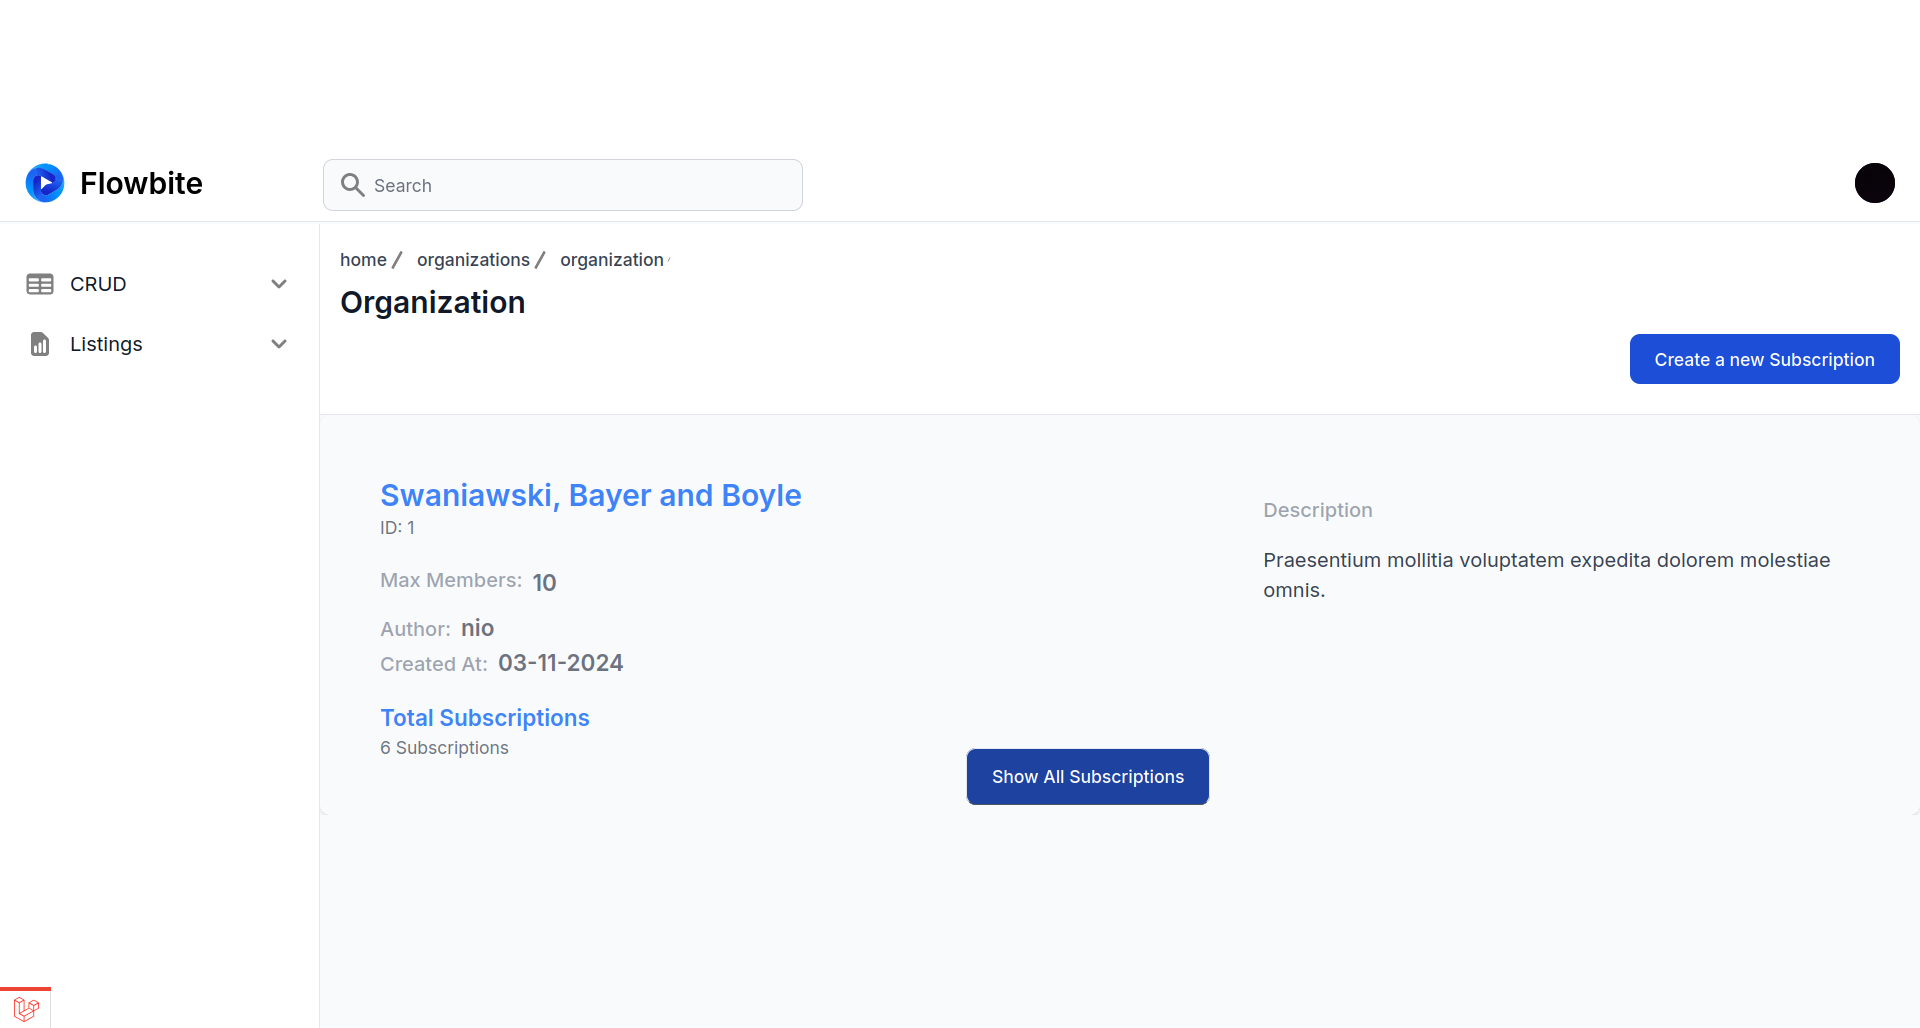 Flowbite
Search
CRUD
Listings
home / organizations / organization /
Organization
Create a new Subscription
Swaniawski, Bayer and Boyle
ID: 1
Max Members: 10
Author: nio
Created At: 03-11-2024
Total Subscriptions
6 Subscriptions
Description
Praesentium mollitia voluptatem expedita dolorem molestiae
omnis.
Show All Subscriptions